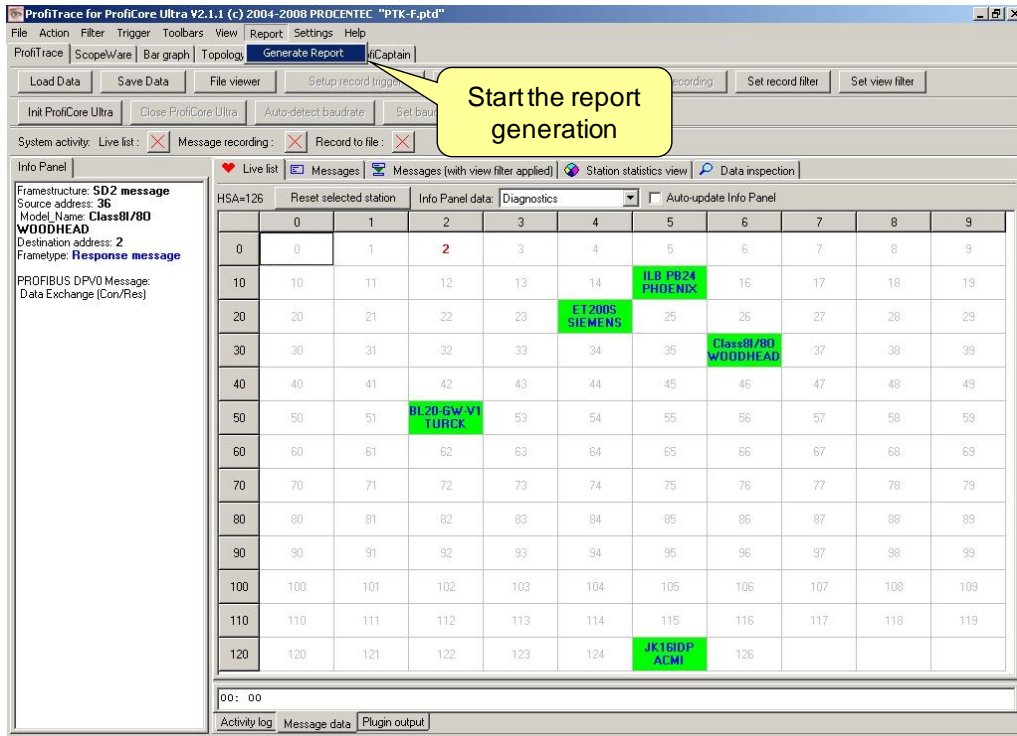 ProfiTrace for ProfiCore Ultra V2.1.1 (c) 2004-2008 PROCENTEC "PTK-F.ptd"
File Action Filter Trigger Toolbars View Report Settings Help
Generate Report
ProfiTrace ScopeWare Bar graph Topology ofiCaptain
Load Data Save Data File viewer Setup record trigger recording Set record filter Set view filter
Start the report
generation
Init ProfiCore Ultra Close ProfiCore Ultra Auto-detect baudrate Set baud
System activity: Live list : Message recording : Record to file :
Info Panel
Framestructure: SD2 message
Source address: 36
Model_Name: Class8I/80
WOODHEAD
Destination address: 2
Frametype: Response message
PROFIBUS DPV0 Message:
Data Exchange (Con/Res)
Live list Messages Messages (with view filter applied) Station statistics view Data inspection
HSA=126 Reset selected station Info Panel data: Diagnostics Auto-update Info Panel
0 1 2 3 4 5 6 7 8 9
0 0 1 2 3 4 5 6 7 8 9
10 10 11 12 13 14 ILB PB24 PHOENIX 16 17 18 19
20 20 21 22 23 ET200S SIEMENS 25 26 27 28 29
30 30 31 32 33 34 35 Class8I/80 WOODHEAD 37 38 39
40 40 41 42 43 44 45 46 47 48 49
50 50 51 BL20-GW-V1 TURCK 53 54 55 56 57 58 59
60 60 61 62 63 64 65 66 67 68 69
70 70 71 72 73 74 75 76 77 78 79
80 80 81 82 83 84 85 86 87 88 89
90 90 91 92 93 94 95 96 97 98 99
100 100 101 102 103 104 105 106 107 108 109
110 110 111 112 113 114 115 116 117 118 119
120 120 121 122 123 124 JK16IDP ACMI 126
00: 00
Activity log Message data Plugin output